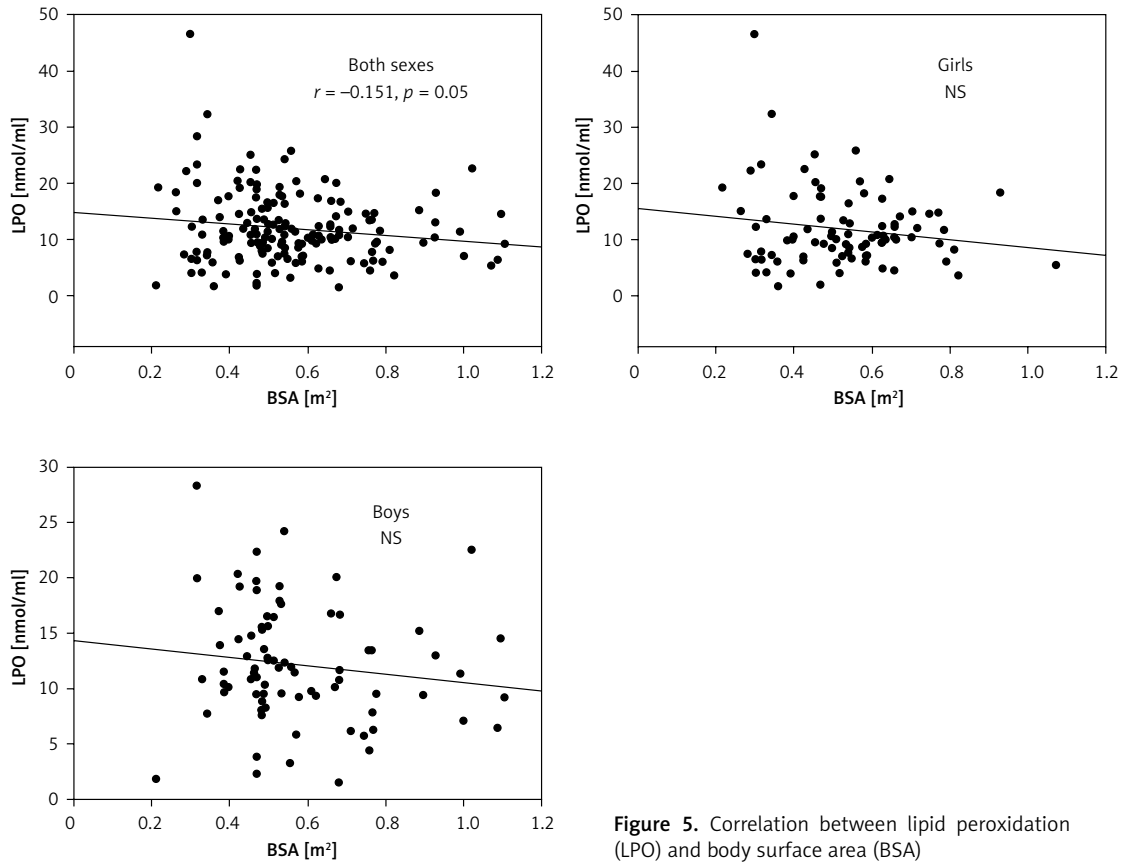 50
40
30
20
10
0
LPO [nmol/ml]
Both sexes
r = –0.151, p = 0.05
0 0.2 0.4 0.6 0.8 1.0 1.2
BSA [m²]
50
40
30
20
10
0
LPO [nmol/ml]
Girls
NS
0 0.2 0.4 0.6 0.8 1.0 1.2
BSA [m²]
30
25
20
15
10
5
0
LPO [nmol/ml]
Boys
NS
0 0.2 0.4 0.6 0.8 1.0 1.2
BSA [m²]
Figure 5. Correlation between lipid peroxidation
(LPO) and body surface area (BSA)